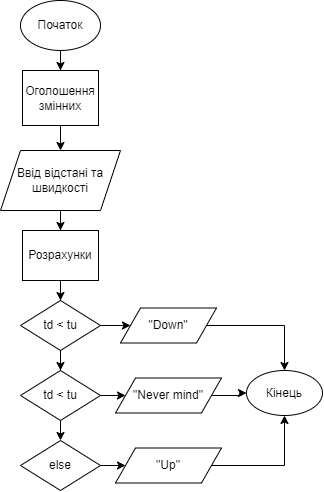 Початок
Оголошення
змінних
Ввід відстані та
швидкості
Розрахунки
td < tu
"Down"
td < tu
"Never mind"
Кінець
else
"Up"